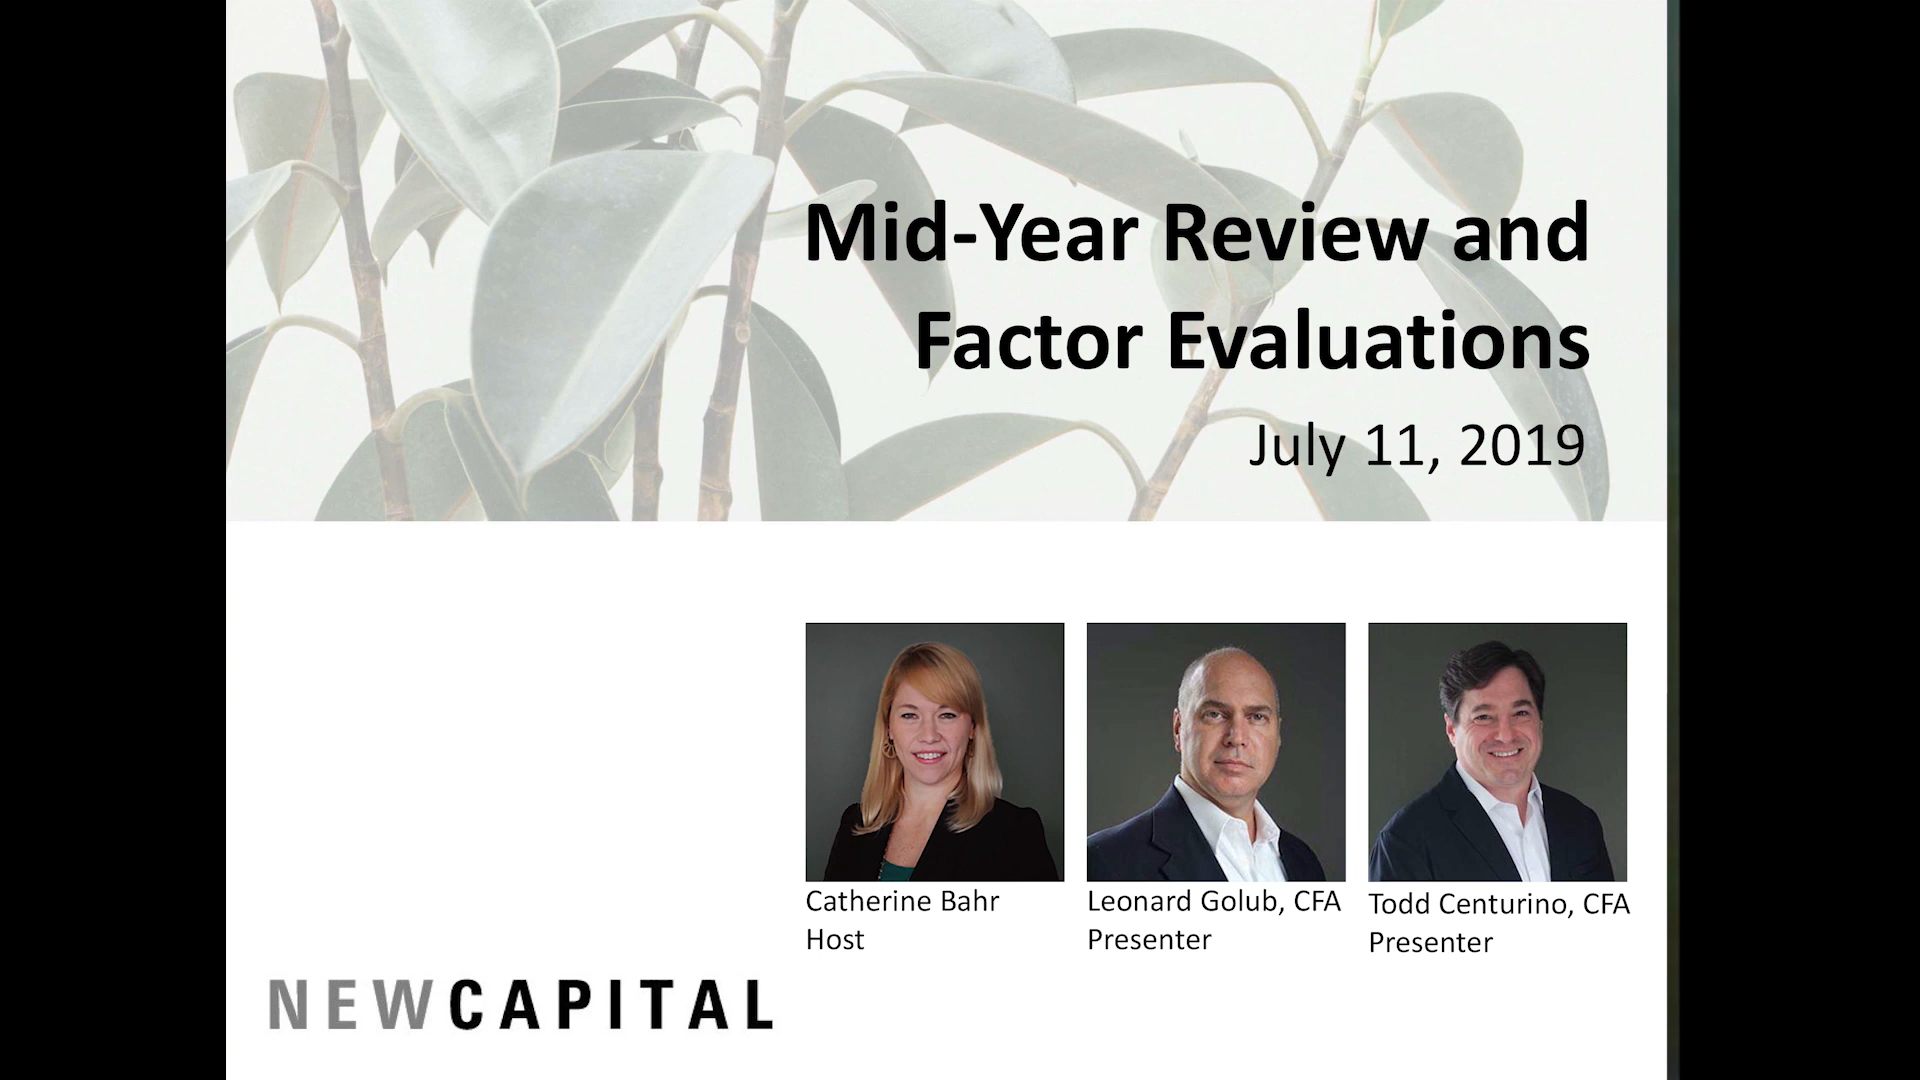 Mid-Year Review and
Factor Evaluations
July 11, 2019
Catherine Bahr
Host
Leonard Golub, CFA
Presenter
Todd Centurino, CFA
Presenter
NEWCAPITAL